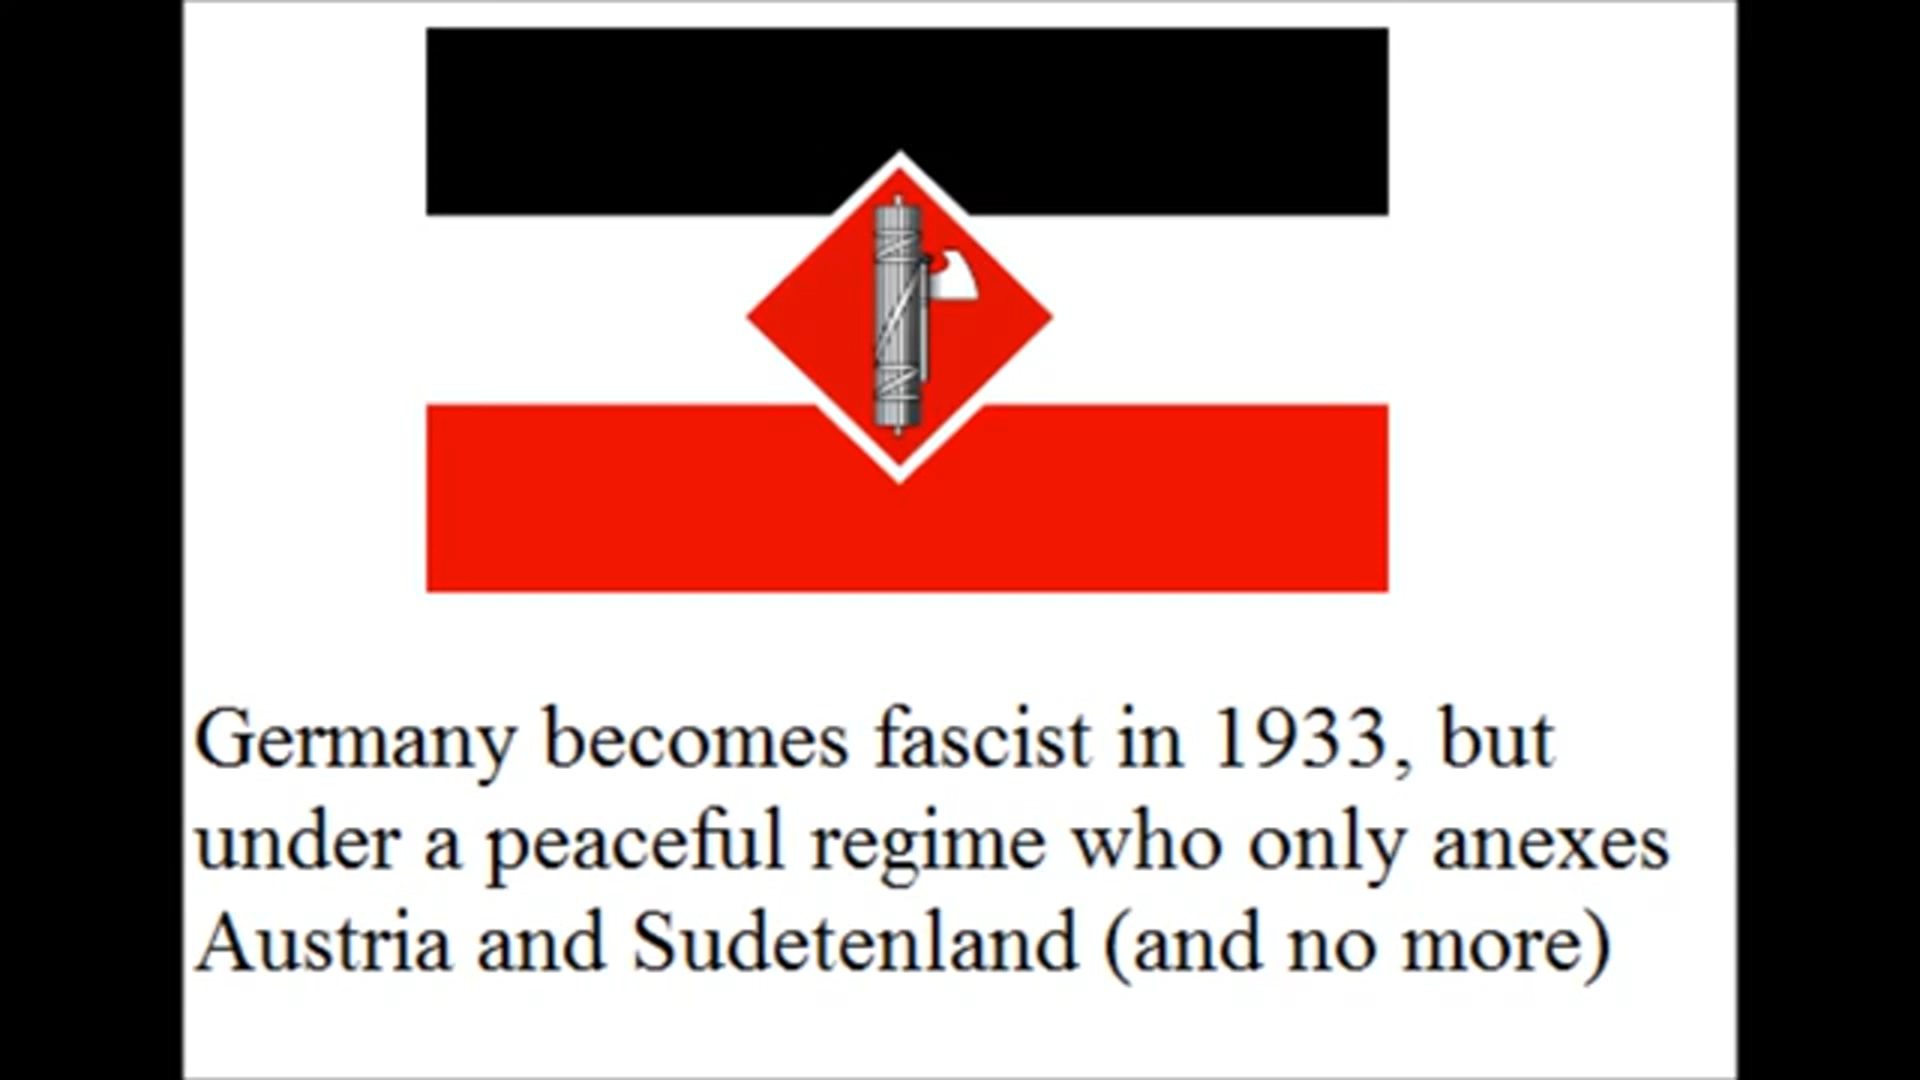 Germany becomes fascist in 1933, but
under a peaceful regime who only anexes
Austria and Sudetenland (and no more)